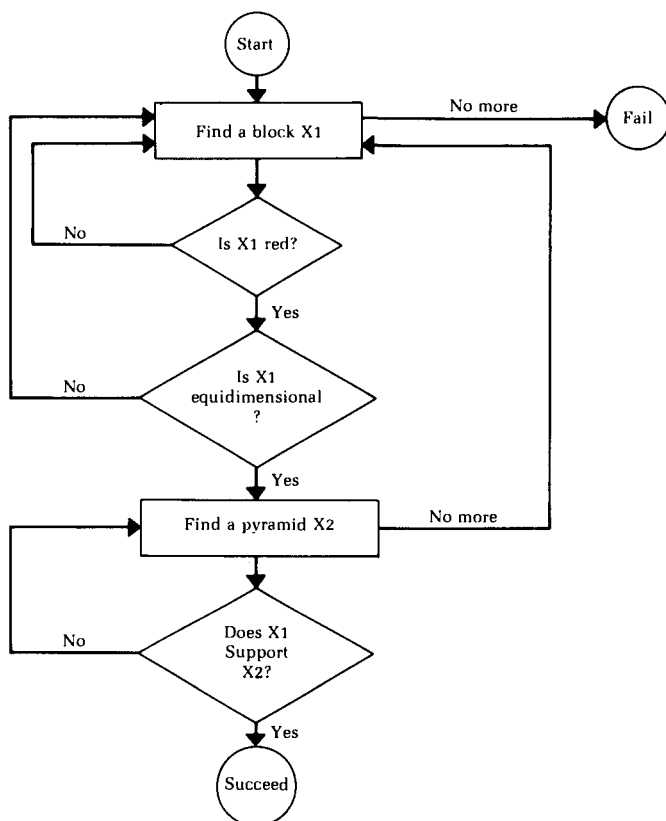 Start
Find a block X1
No more
Fail
Is X1 red?
No
Yes
Is X1
equidimensional
?
No
Yes
Find a pyramid X2
No more
Does X1
Support
X2?
No
Yes
Succeed